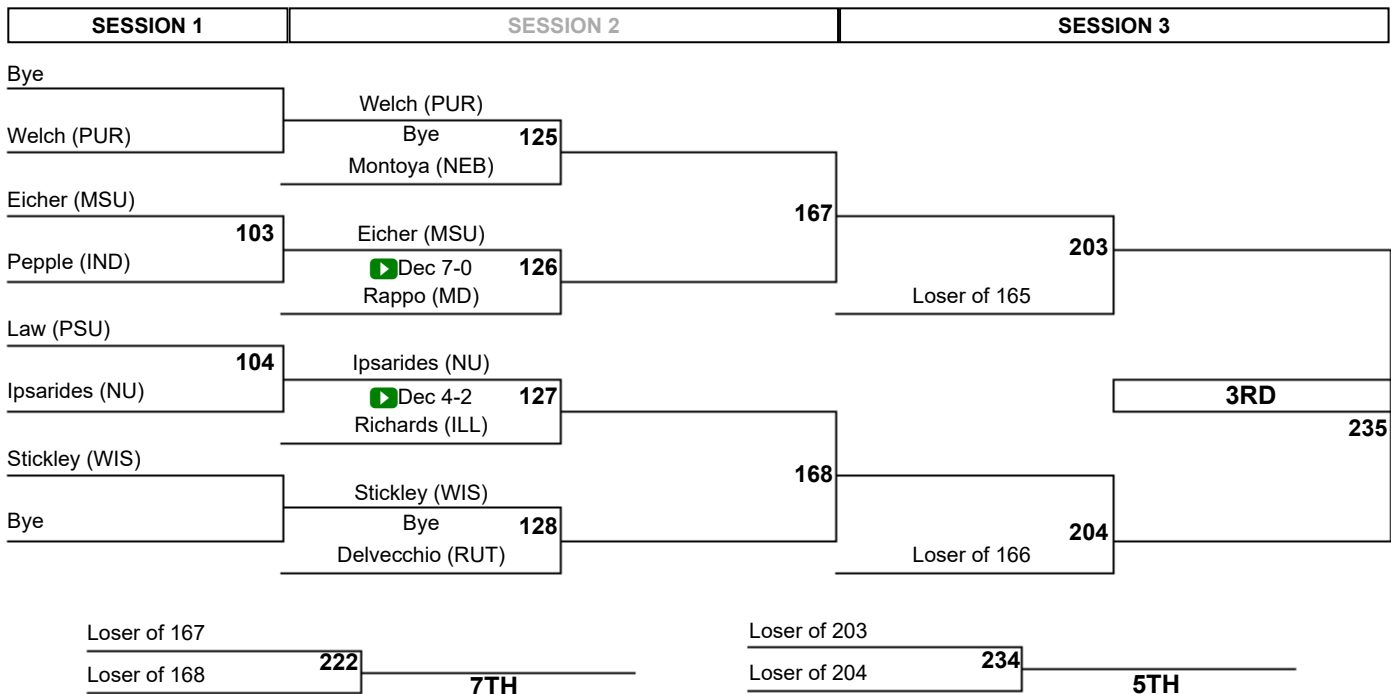 SESSION 1
SESSION 2
SESSION 3
Bye
Welch (PUR)
Eicher (MSU)
103
Pepple (IND)
Law (PSU)
104
Ipsarides (NU)
Stickley (WIS)
Bye
Welch (PUR)
Bye
125
Montoya (NEB)
Eicher (MSU)
Dec 7-0
126
Rappo (MD)
Ipsarides (NU)
Dec 4-2
127
Richards (ILL)
Stickley (WIS)
Bye
128
Delvecchio (RUT)
167
168
203
Loser of 165
204
Loser of 166
3RD
235
Loser of 167
222
Loser of 168
7TH
Loser of 203
234
Loser of 204
5TH